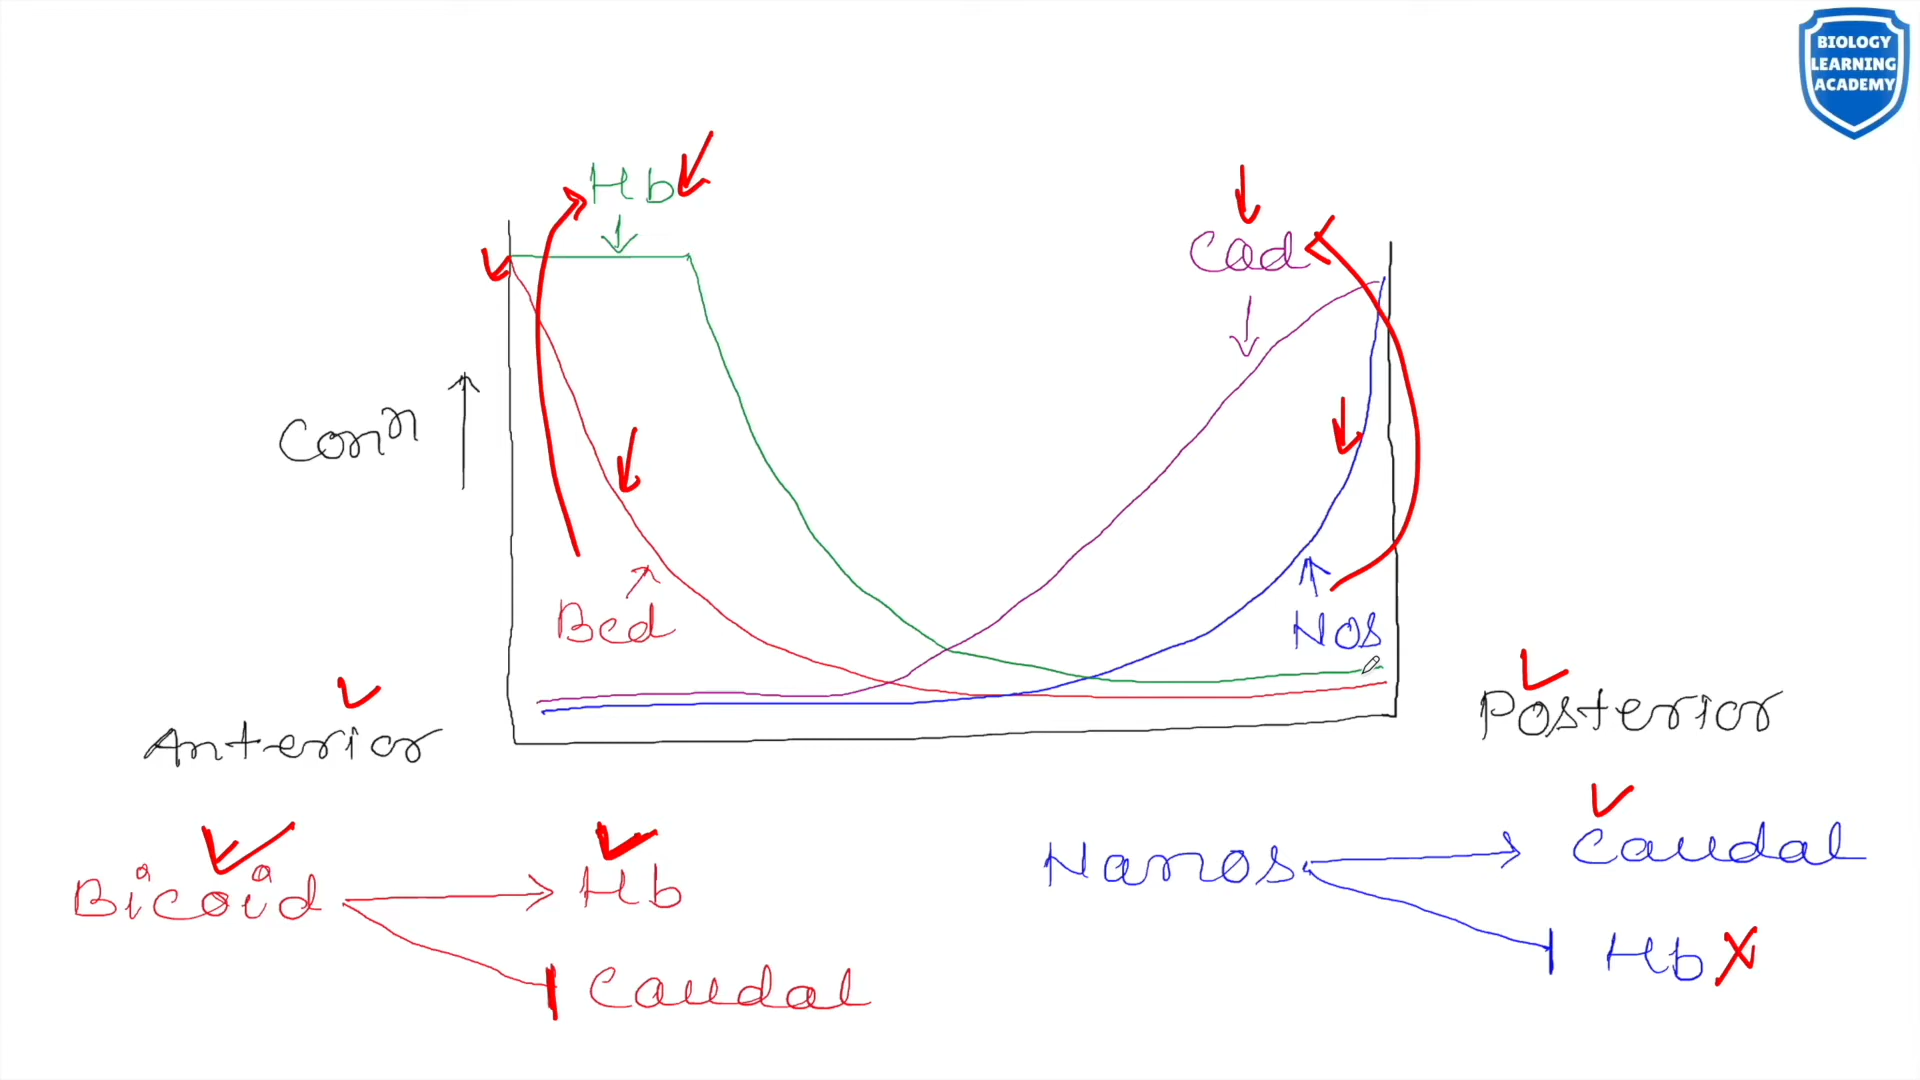 BIOLOGY
LEARNING
ACADEMY
Hb
Cad
Conⁿ
Bcd
Nos
Anterior
Posterior
Bicoid
Hb
Caudal
Nanos
Caudal
Hb